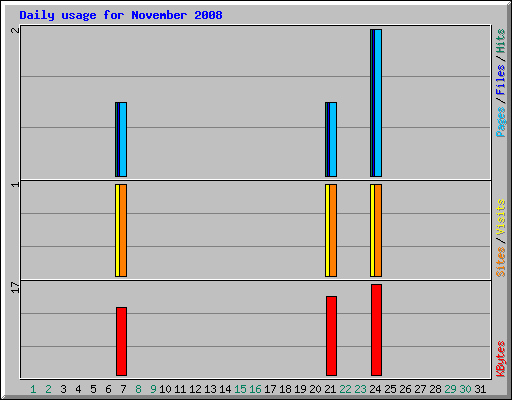 Daily usage for November 2008
2
Pages / Files / Hits
1
Sites / Visits
17
KBytes
1 2 3 4 5 6 7 8 9 10 11 12 13 14 15 16 17 18 19 20 21 22 23 24 25 26 27 28 29 30 31